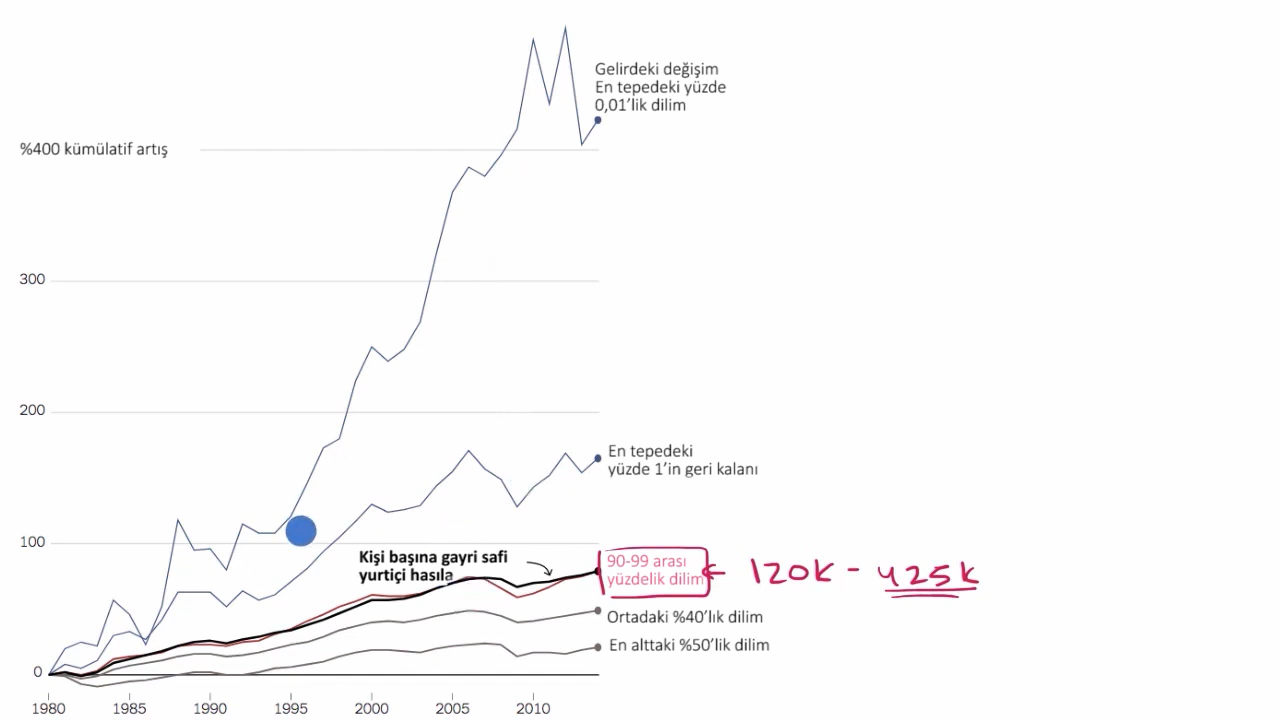 Gelirdeki değişim
En tepedeki yüzde
0,01'lik dilim
%400 kümülatif artış
300
200
En tepedeki
yüzde 1'in geri kalanı
100
Kişi başına gayri safi
yurtiçi hasıla
90-99 arası
yüzdelik dilim
120k - 425k
Ortadaki %40'lık dilim
En alttaki %50'lik dilim
0
1980 1985 1990 1995 2000 2005 2010